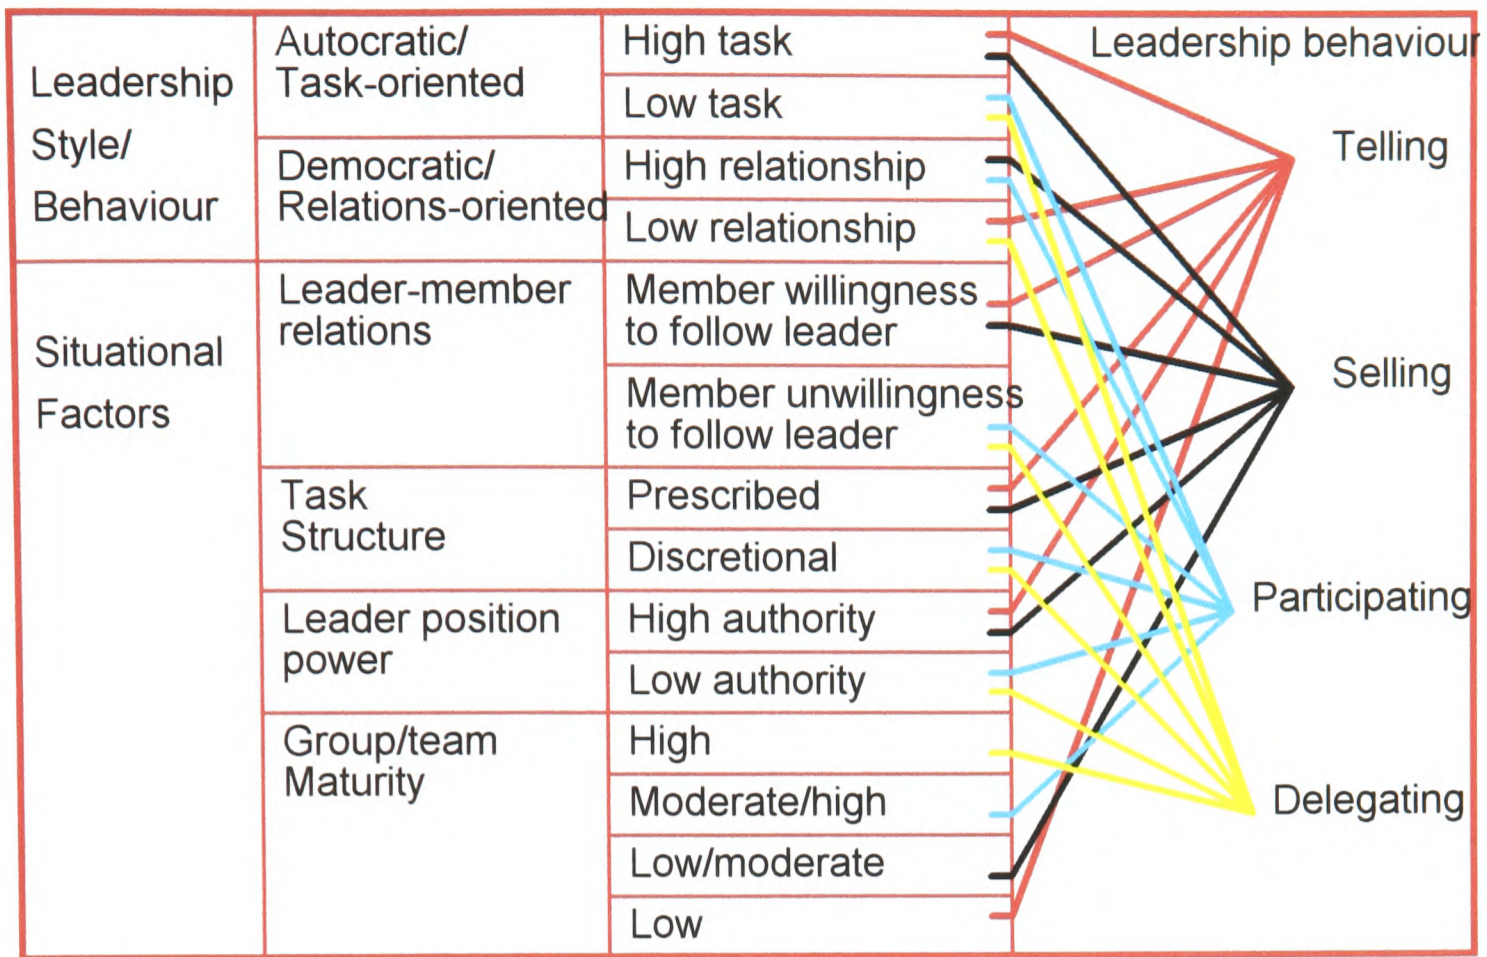 Leadership
Style/
Behaviour
Autocratic/
Task-oriented
High task
Low task
Democratic/
Relations-oriented
High relationship
Low relationship
Situational
Factors
Leader-member
relations
Member willingness
to follow leader
Member unwillingness
to follow leader
Task
Structure
Prescribed
Discretional
Leader position
power
High authority
Low authority
Group/team
Maturity
High
Moderate/high
Low/moderate
Low
Leadership behaviour
Telling
Selling
Participating
Delegating